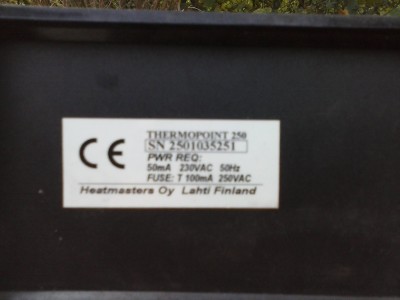 CE
THERMOPOINT 250
SN 2501035251
PWR REQ:
50mA 230VAC 50Hz
FUSE: T 100mA 250VAC
Heatmasters Oy Lahti Finland